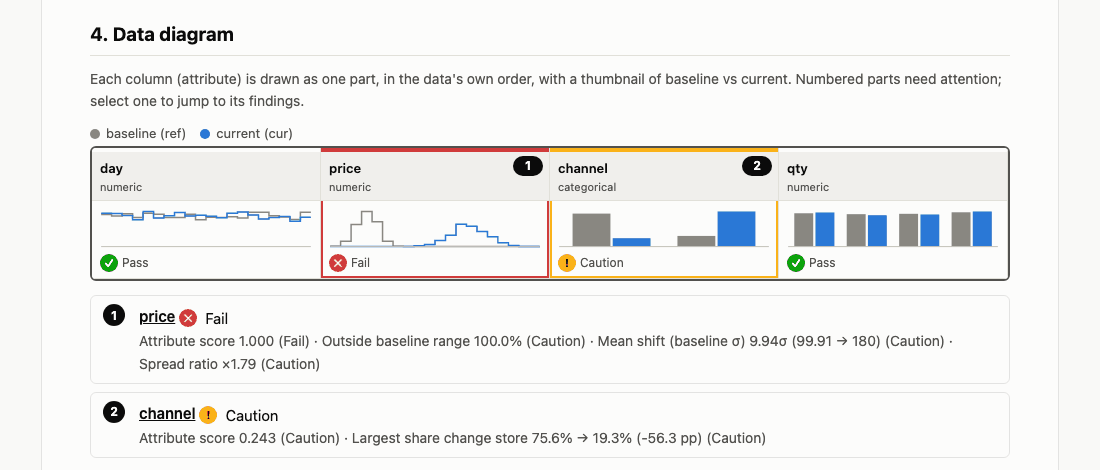 4. Data diagram
Each column (attribute) is drawn as one part, in the data's own order, with a thumbnail of baseline vs current. Numbered parts need attention;
select one to jump to its findings.
baseline (ref) current (cur)
day
numeric
Pass
price 1
numeric
Fail
channel 2
categorical
! Caution
qty
numeric
Pass
1 price Fail
Attribute score 1.000 (Fail) · Outside baseline range 100.0% (Caution) · Mean shift (baseline σ) 9.94σ (99.91 → 180) (Caution) ·
Spread ratio ×1.79 (Caution)
2 channel ! Caution
Attribute score 0.243 (Caution) · Largest share change store 75.6% → 19.3% (-56.3 pp) (Caution)